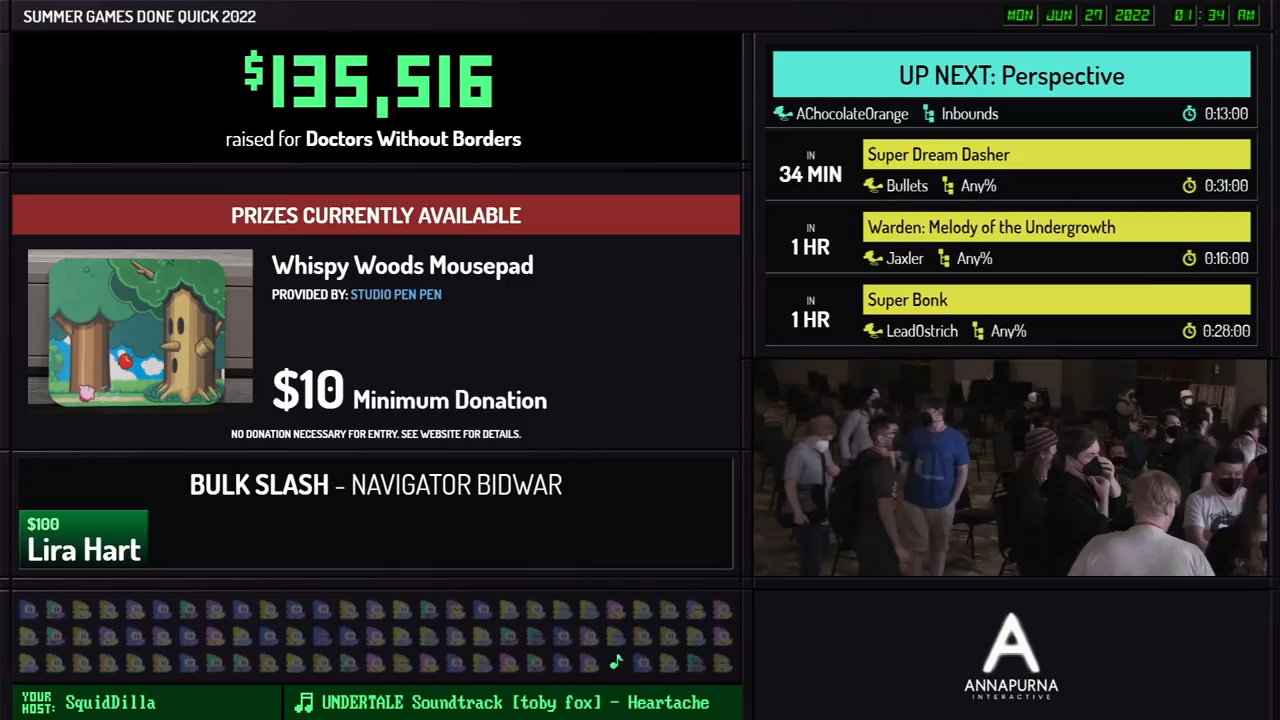 SUMMER GAMES DONE QUICK 2022
MON JUN 27 2022 01:34 AM
$135,516
raised for Doctors Without Borders
PRIZES CURRENTLY AVAILABLE
Whispy Woods Mousepad
PROVIDED BY: STUDIO PEN PEN
$10 Minimum Donation
NO DONATION NECESSARY FOR ENTRY. SEE WEBSITE FOR DETAILS.
BULK SLASH - NAVIGATOR BIDWAR
$100
Lira Hart
YOUR HOST: SquidDilla
UNDERTALE Soundtrack [toby fox] - Heartache
UP NEXT: Perspective
AChocolateOrange Inbounds 0:13:00
IN
34 MIN
Super Dream Dasher
Bullets Any% 0:31:00
IN
1 HR
Warden: Melody of the Undergrowth
Jaxler Any% 0:16:00
IN
1 HR
Super Bonk
LeadOstrich Any% 0:28:00
A
ANNAPURNA
INTERACTIVE